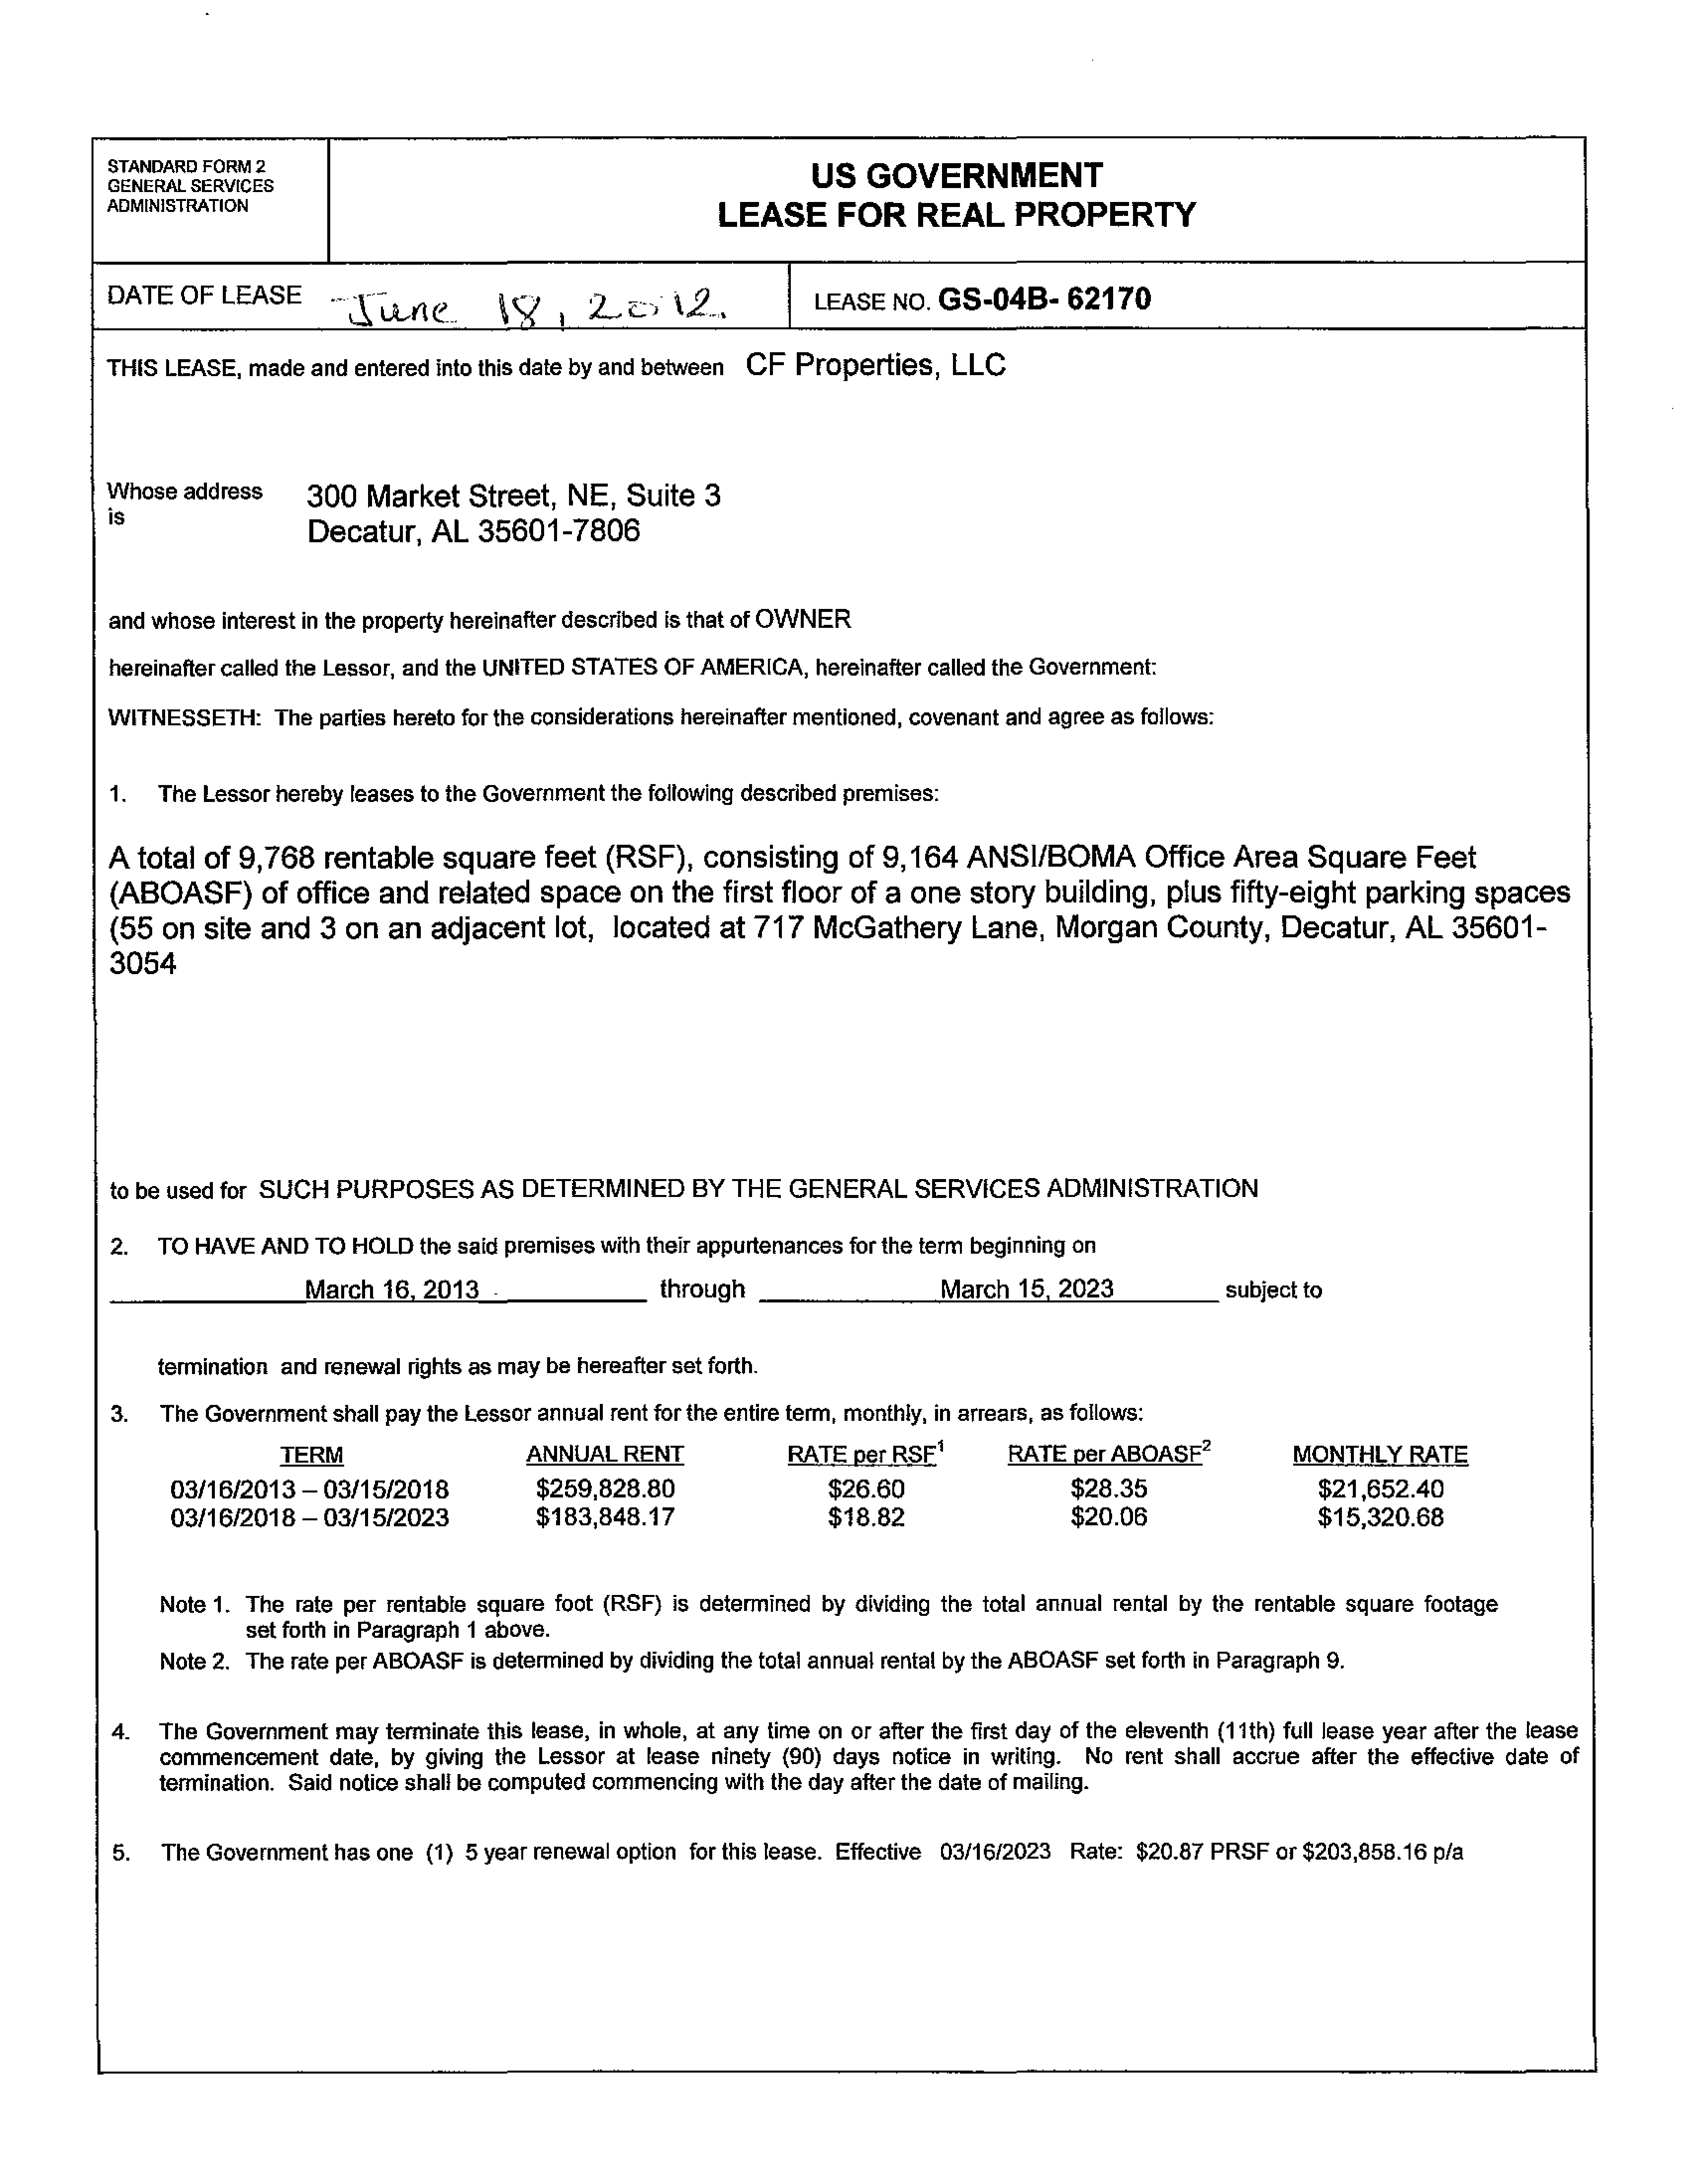 STANDARD FORM 2
GENERAL SERVICES
ADMINISTRATION
US GOVERNMENT
LEASE FOR REAL PROPERTY
DATE OF LEASE June 18, 2012.
LEASE NO. GS-04B- 62170
THIS LEASE, made and entered into this date by and between CF Properties, LLC
Whose address
is
300 Market Street, NE, Suite 3
Decatur, AL 35601-7806
and whose interest in the property hereinafter described is that of OWNER
hereinafter called the Lessor, and the UNITED STATES OF AMERICA, hereinafter called the Government:
WITNESSETH: The parties hereto for the considerations hereinafter mentioned, covenant and agree as follows:
1. The Lessor hereby leases to the Government the following described premises:
A total of 9,768 rentable square feet (RSF), consisting of 9,164 ANSI/BOMA Office Area Square Feet
(ABOASF) of office and related space on the first floor of a one story building, plus fifty-eight parking spaces
(55 on site and 3 on an adjacent lot, located at 717 McGathery Lane, Morgan County, Decatur, AL 35601-
3054
to be used for SUCH PURPOSES AS DETERMINED BY THE GENERAL SERVICES ADMINISTRATION
2. TO HAVE AND TO HOLD the said premises with their appurtenances for the term beginning on
March 16, 2013 through March 15, 2023 subject to
termination and renewal rights as may be hereafter set forth.
3. The Government shall pay the Lessor annual rent for the entire term, monthly, in arrears, as follows:
TERM ANNUAL RENT RATE per RSF¹ RATE per ABOASF² MONTHLY RATE
03/16/2013 – 03/15/2018 $259,828.80 $26.60 $28.35 $21,652.40
03/16/2018 – 03/15/2023 $183,848.17 $18.82 $20.06 $15,320.68
Note 1. The rate per rentable square foot (RSF) is determined by dividing the total annual rental by the rentable square footage
set forth in Paragraph 1 above.
Note 2. The rate per ABOASF is determined by dividing the total annual rental by the ABOASF set forth in Paragraph 9.
4. The Government may terminate this lease, in whole, at any time on or after the first day of the eleventh (11th) full lease year after the lease
commencement date, by giving the Lessor at lease ninety (90) days notice in writing. No rent shall accrue after the effective date of
termination. Said notice shall be computed commencing with the day after the date of mailing.
5. The Government has one (1) 5 year renewal option for this lease. Effective 03/16/2023 Rate: $20.87 PRSF or $203,858.16 p/a